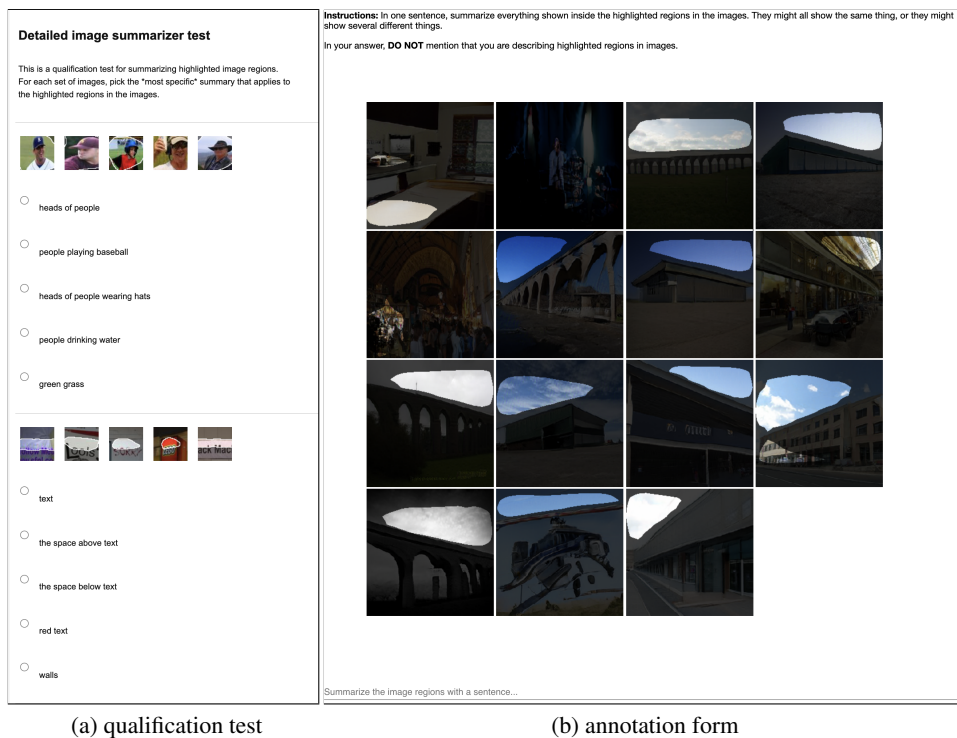 Detailed image summarizer test
This is a qualification test for summarizing highlighted image regions.
For each set of images, pick the *most specific* summary that applies to
the highlighted regions in the images.
heads of people
people playing baseball
heads of people wearing hats
people drinking water
green grass
text
the space above text
the space below text
red text
walls
(a) qualification test
Instructions: In one sentence, summarize everything shown inside the highlighted regions in the images. They might all show the same thing, or they might
show several different things.
In your answer, DO NOT mention that you are describing highlighted regions in images.
Summarize the image regions with a sentence...
(b) annotation form